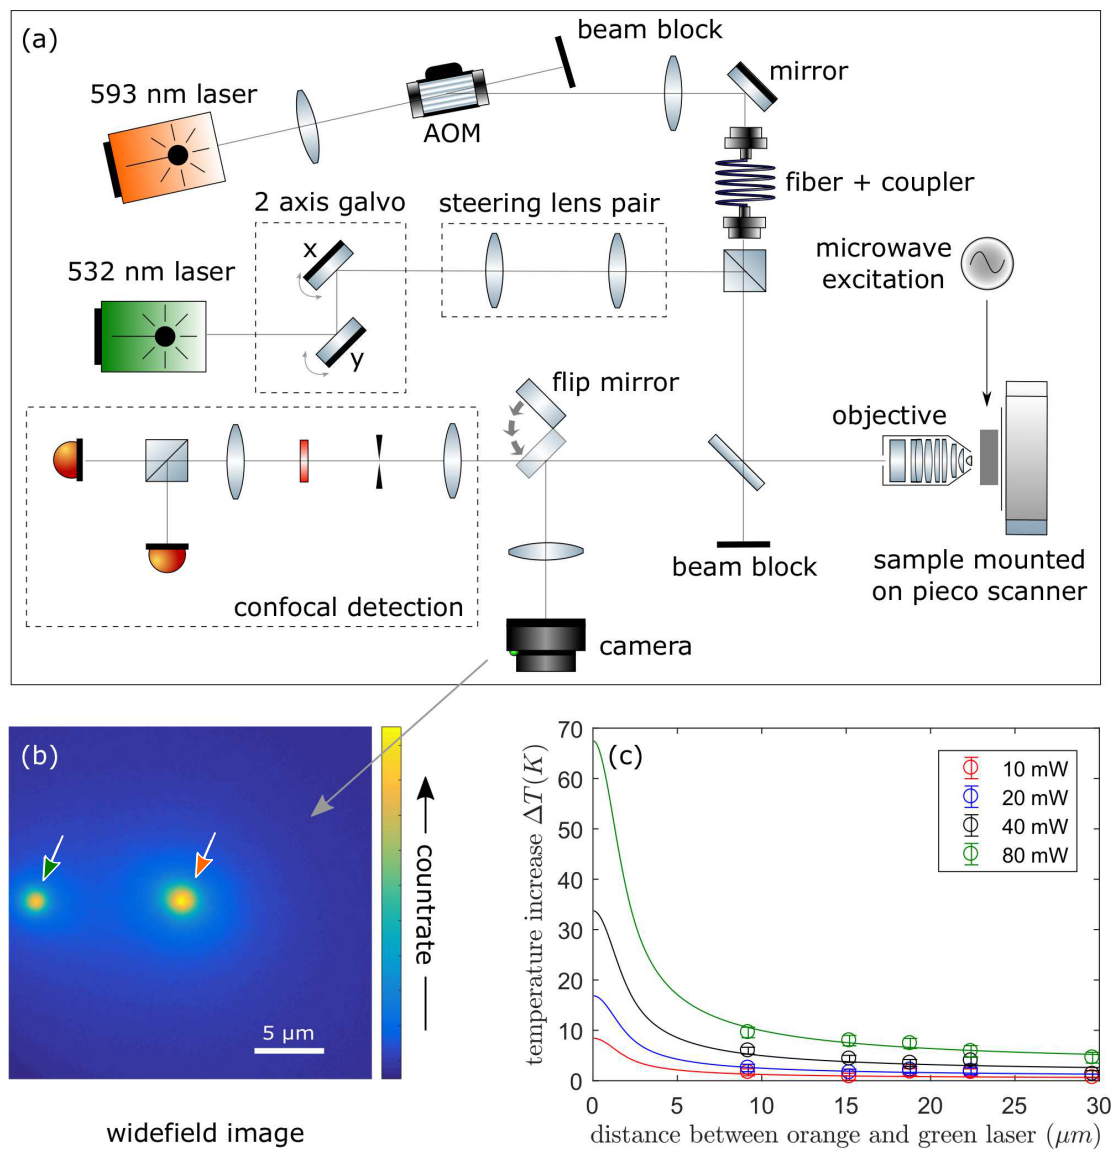 (a)
beam block
mirror
593 nm laser
AOM
fiber + coupler
2 axis galvo
steering lens pair
x
microwave
excitation
532 nm laser
y
flip mirror
objective
beam block
sample mounted
on pieco scanner
confocal detection
camera
(b)
countrate
5 µm
widefield image
(c)
10 mW
20 mW
40 mW
80 mW
temperature increase ΔT(K)
70
60
50
40
30
20
10
0
0 5 10 15 20 25 30
distance between orange and green laser (μm)